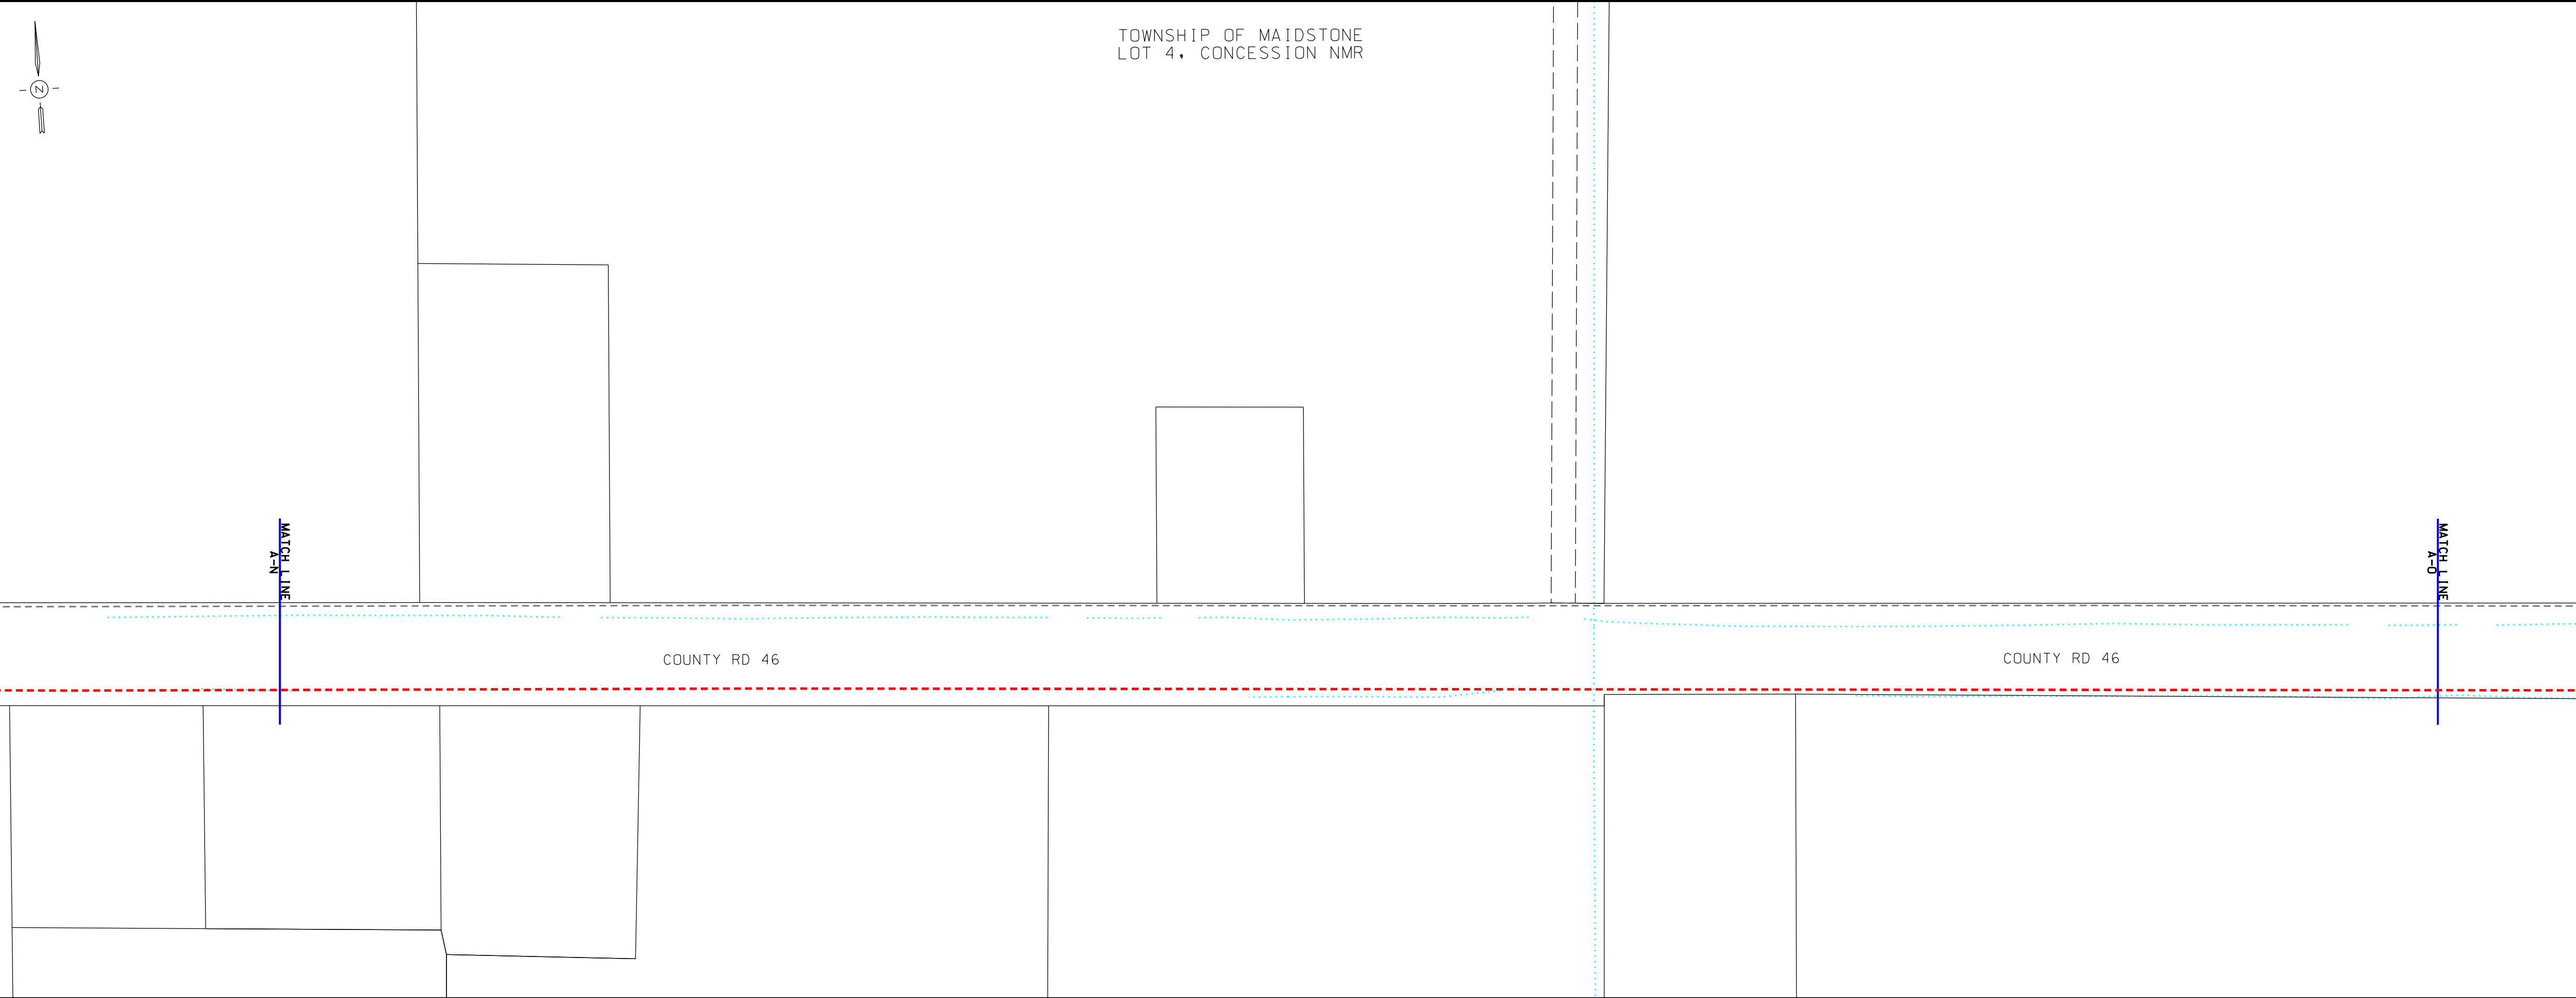 TOWNSHIP OF MAIDSTONE
LOT 4, CONCESSION NMR
N
MATCH LINE
A-N
MATCH LINE
A-O
COUNTY RD 46
COUNTY RD 46